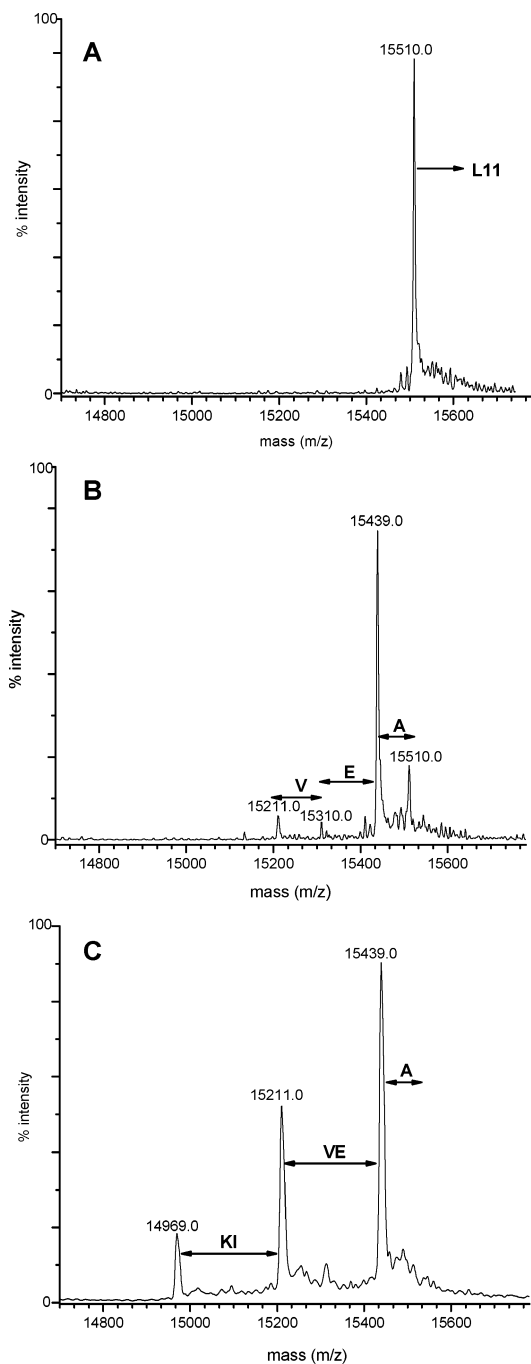 100
A
15510.0
L11
% intensity
0
14800 15000 15200 15400 15600
mass (m/z)
100
B
15439.0
A
15510.0
E
V
15211.0
15310.0
% intensity
0
14800 15000 15200 15400 15600
mass (m/z)
100
C
15439.0
A
15211.0
VE
14969.0
KI
% intensity
0
14800 15000 15200 15400 15600
mass (m/z)